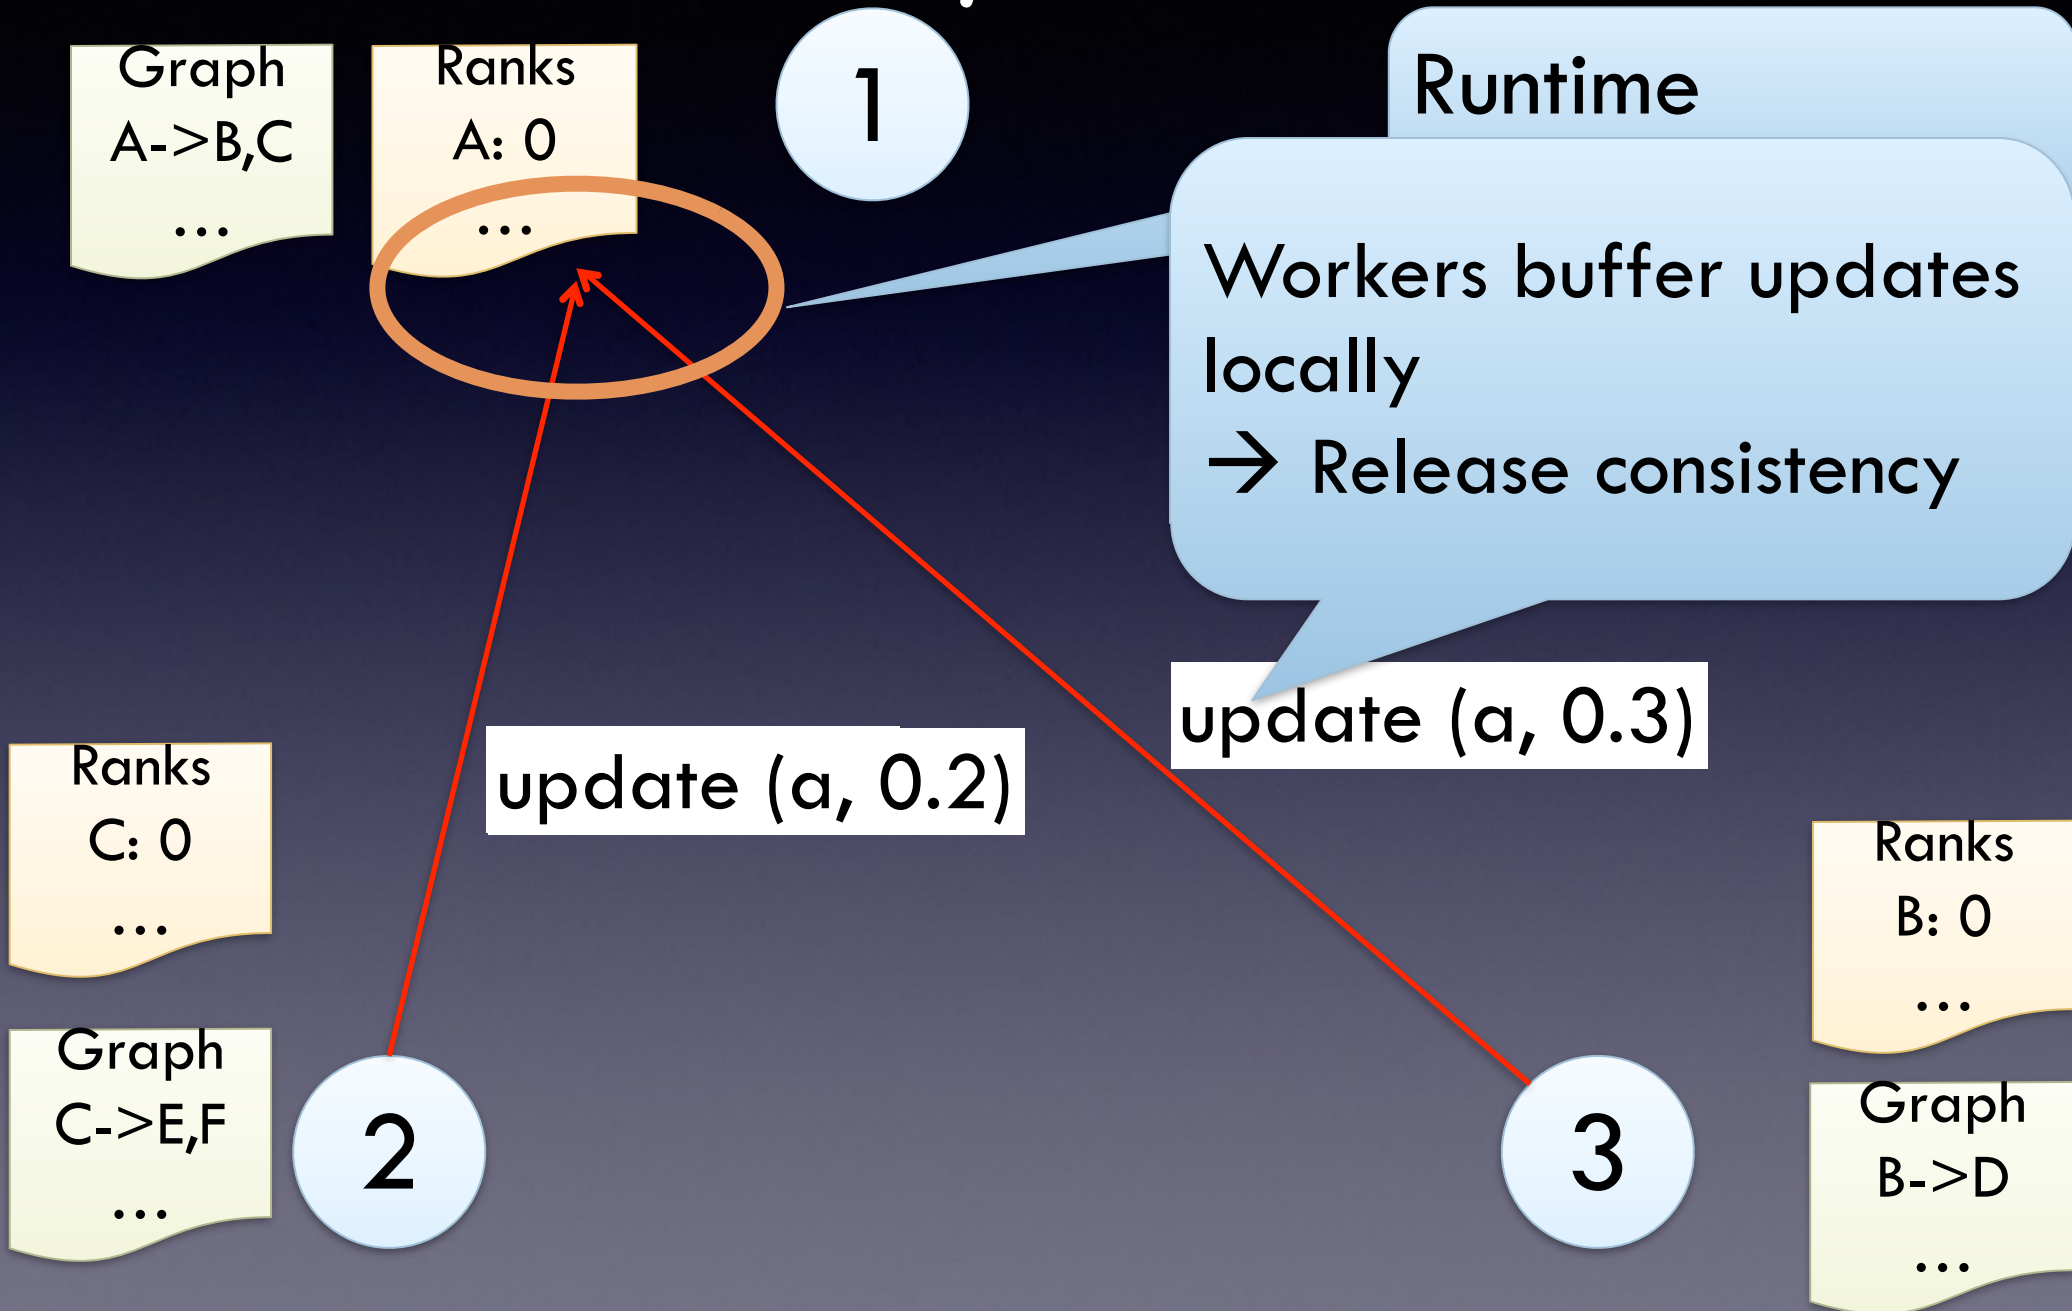 Graph
A->B,C
...
Ranks
A: 0
...
1
Runtime
Workers buffer updates
locally
→ Release consistency
update (a, 0.2)
update (a, 0.3)
Ranks
C: 0
...
Graph
C->E,F
...
2
3
Ranks
B: 0
...
Graph
B->D
...